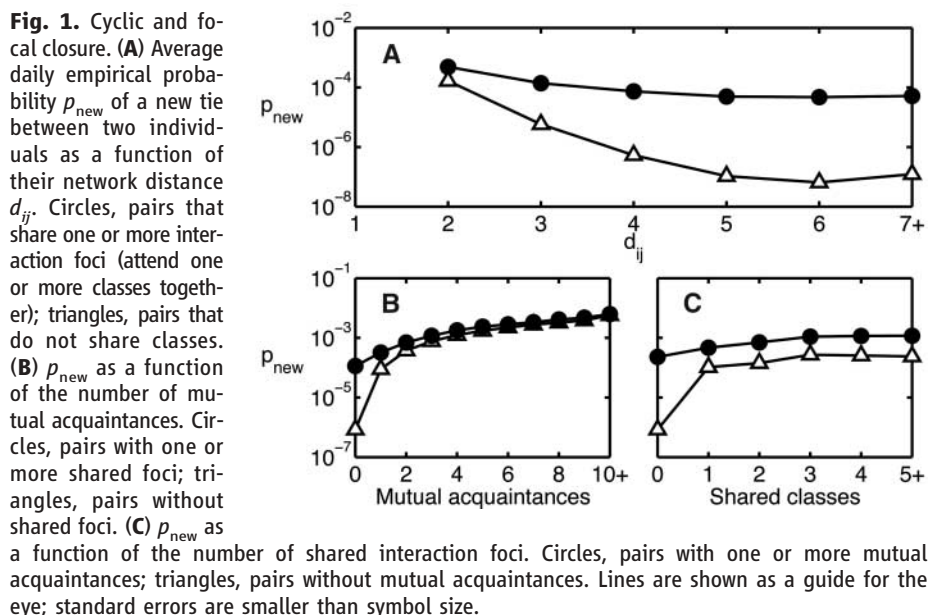 Fig. 1. Cyclic and fo-
cal closure. (A) Average
daily empirical proba-
bility p_new of a new tie
between two individ-
uals as a function of
their network distance
d_ij. Circles, pairs that
share one or more inter-
action foci (attend one
or more classes togeth-
er); triangles, pairs that
do not share classes.
(B) p_new as a function
of the number of mu-
tual acquaintances. Cir-
cles, pairs with one or
more shared foci; tri-
angles, pairs without
shared foci. (C) p_new as
a function of the number of shared interaction foci. Circles, pairs with one or more mutual
acquaintances; triangles, pairs without mutual acquaintances. Lines are shown as a guide for the
eye; standard errors are smaller than symbol size.
A
p_new
10^-2
10^-4
10^-6
10^-8
1 2 3 4 5 6 7+
d_ij
B
p_new
10^-1
10^-3
10^-5
10^-7
0 2 4 6 8 10+
Mutual acquaintances
C
0 1 2 3 4 5+
Shared classes